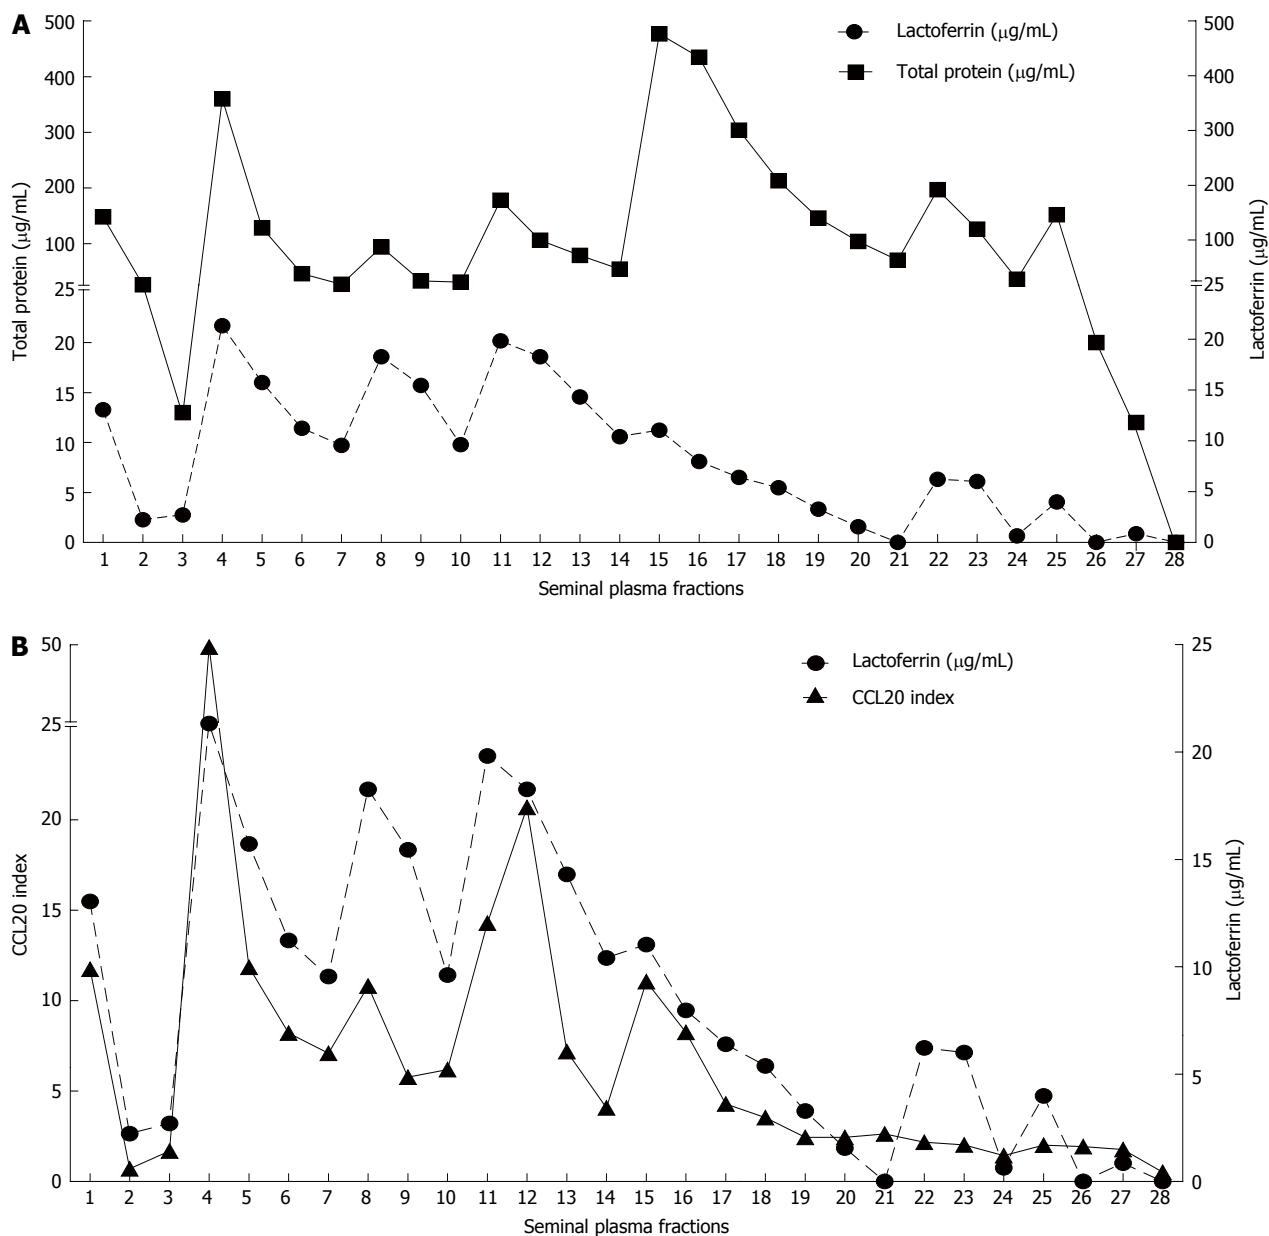 A
Lactoferrin (μg/mL)
Total protein (μg/mL)
500
400
300
200
100
25
20
15
10
5
0
Total protein (μg/mL)
500
400
300
200
100
25
20
15
10
5
0
Lactoferrin (μg/mL)
1 2 3 4 5 6 7 8 9 10 11 12 13 14 15 16 17 18 19 20 21 22 23 24 25 26 27 28
Seminal plasma fractions
B
Lactoferrin (μg/mL)
CCL20 index
50
25
20
15
10
5
0
CCL20 index
25
20
15
10
5
0
Lactoferrin (μg/mL)
1 2 3 4 5 6 7 8 9 10 11 12 13 14 15 16 17 18 19 20 21 22 23 24 25 26 27 28
Seminal plasma fractions